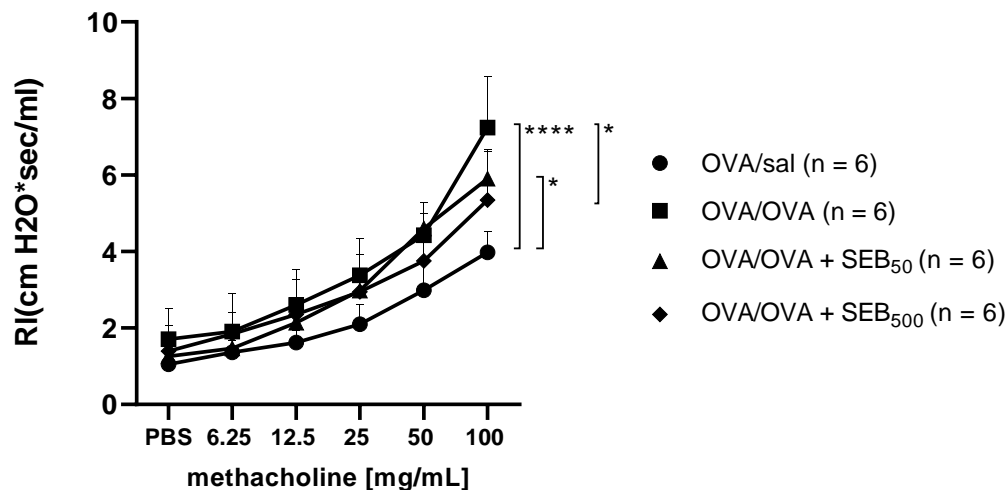 RI(cm H2O*sec/ml)
10
8
6
4
2
0
PBS 6.25 12.5 25 50 100
methacholine [mg/mL]
****
*
*
OVA/sal (n = 6)
OVA/OVA (n = 6)
OVA/OVA + SEB₅₀ (n = 6)
OVA/OVA + SEB₅₀₀ (n = 6)